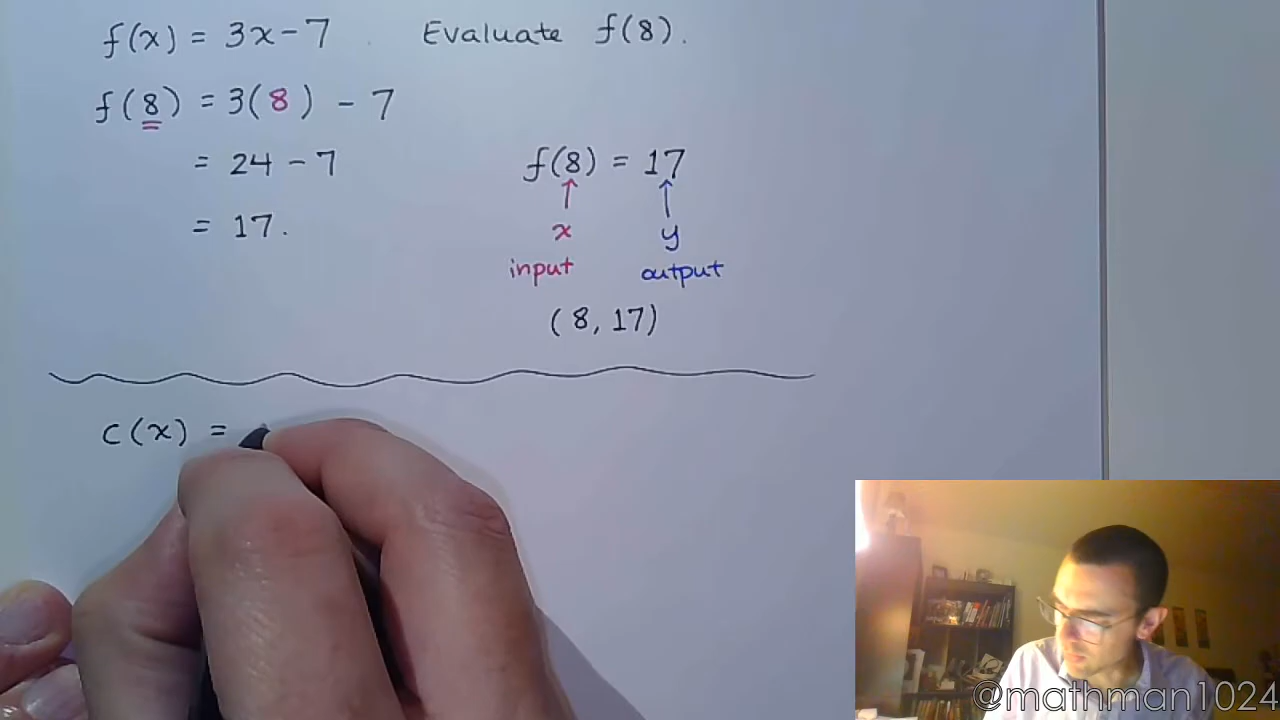 f(x) = 3x - 7 . Evaluate f(8).
f(8) = 3(8) - 7
= 24 - 7
= 17.
f(8) = 17
x y
input output
(8, 17)
c(x) =
@mathman1024